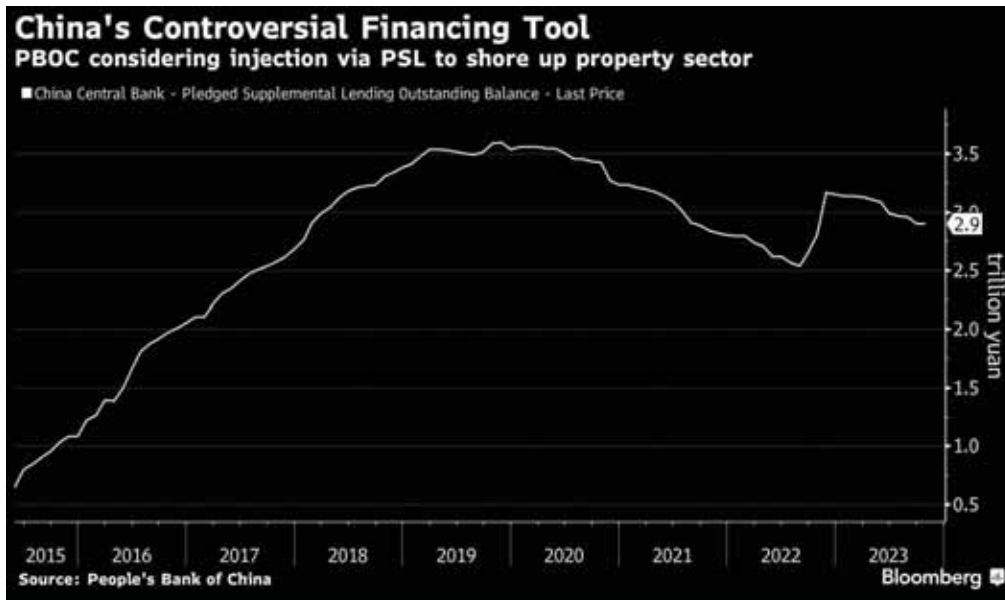 China's Controversial Financing Tool
PBOC considering injection via PSL to shore up property sector
China Central Bank - Pledged Supplemental Lending Outstanding Balance - Last Price
3.5
3.0
2.9
2.5
2.0
1.5
1.0
0.5
trillion yuan
2015 2016 2017 2018 2019 2020 2021 2022 2023
Source: People's Bank of China
Bloomberg